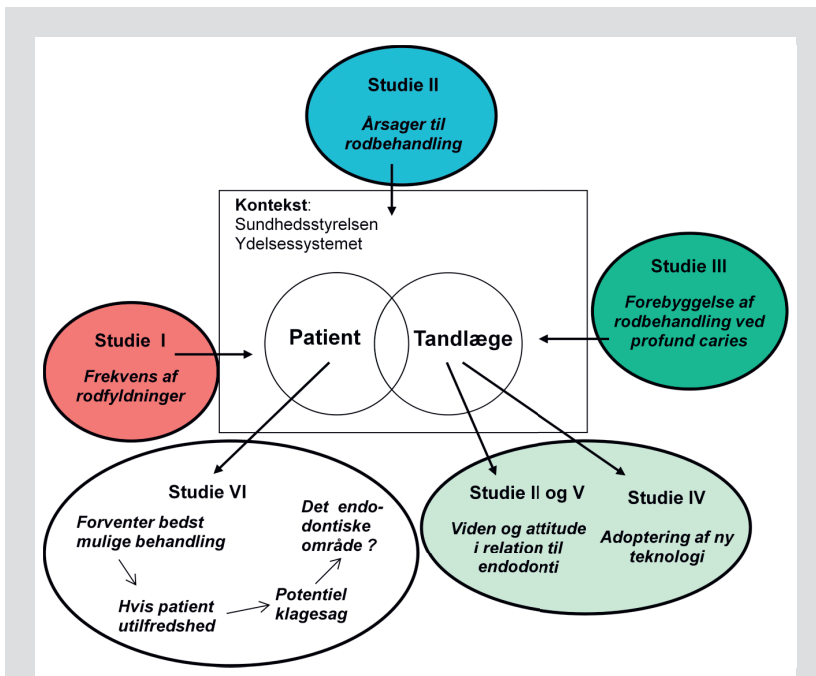 Studie II
Årsager til
rodbehandling
Kontekst:
Sundhedsstyrelsen
Ydelsessystemet
Studie III
Forebyggelse af
rodbehandling ved
profund caries
Patient
Tandlæge
Studie I
Frekvens af
rodfyldninger
Studie VI
Forventer bedst
mulige behandling
Hvis patient
utilfredshed
Potentiel
klagesag
Det endo-
dontiske
område ?
Studie II og V
Viden og attitude
i relation til
endodonti
Studie IV
Adoptering af ny
teknologi